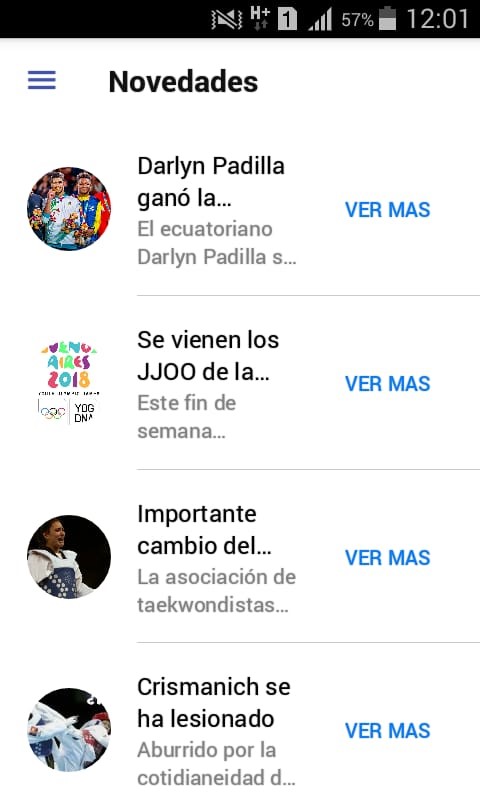 H+ 1 57% 12:01
Novedades
Darlyn Padilla
ganó la...
El ecuatoriano
Darlyn Padilla s...
VER MAS
AIRES
2018
YOG
DNA
Se vienen los
JJOO de la...
Este fin de
semana...
VER MAS
Importante
cambio del...
La asociación de
taekwondistas...
VER MAS
Crismanich se
ha lesionado
Aburrido por la
cotidianeidad d...
VER MAS